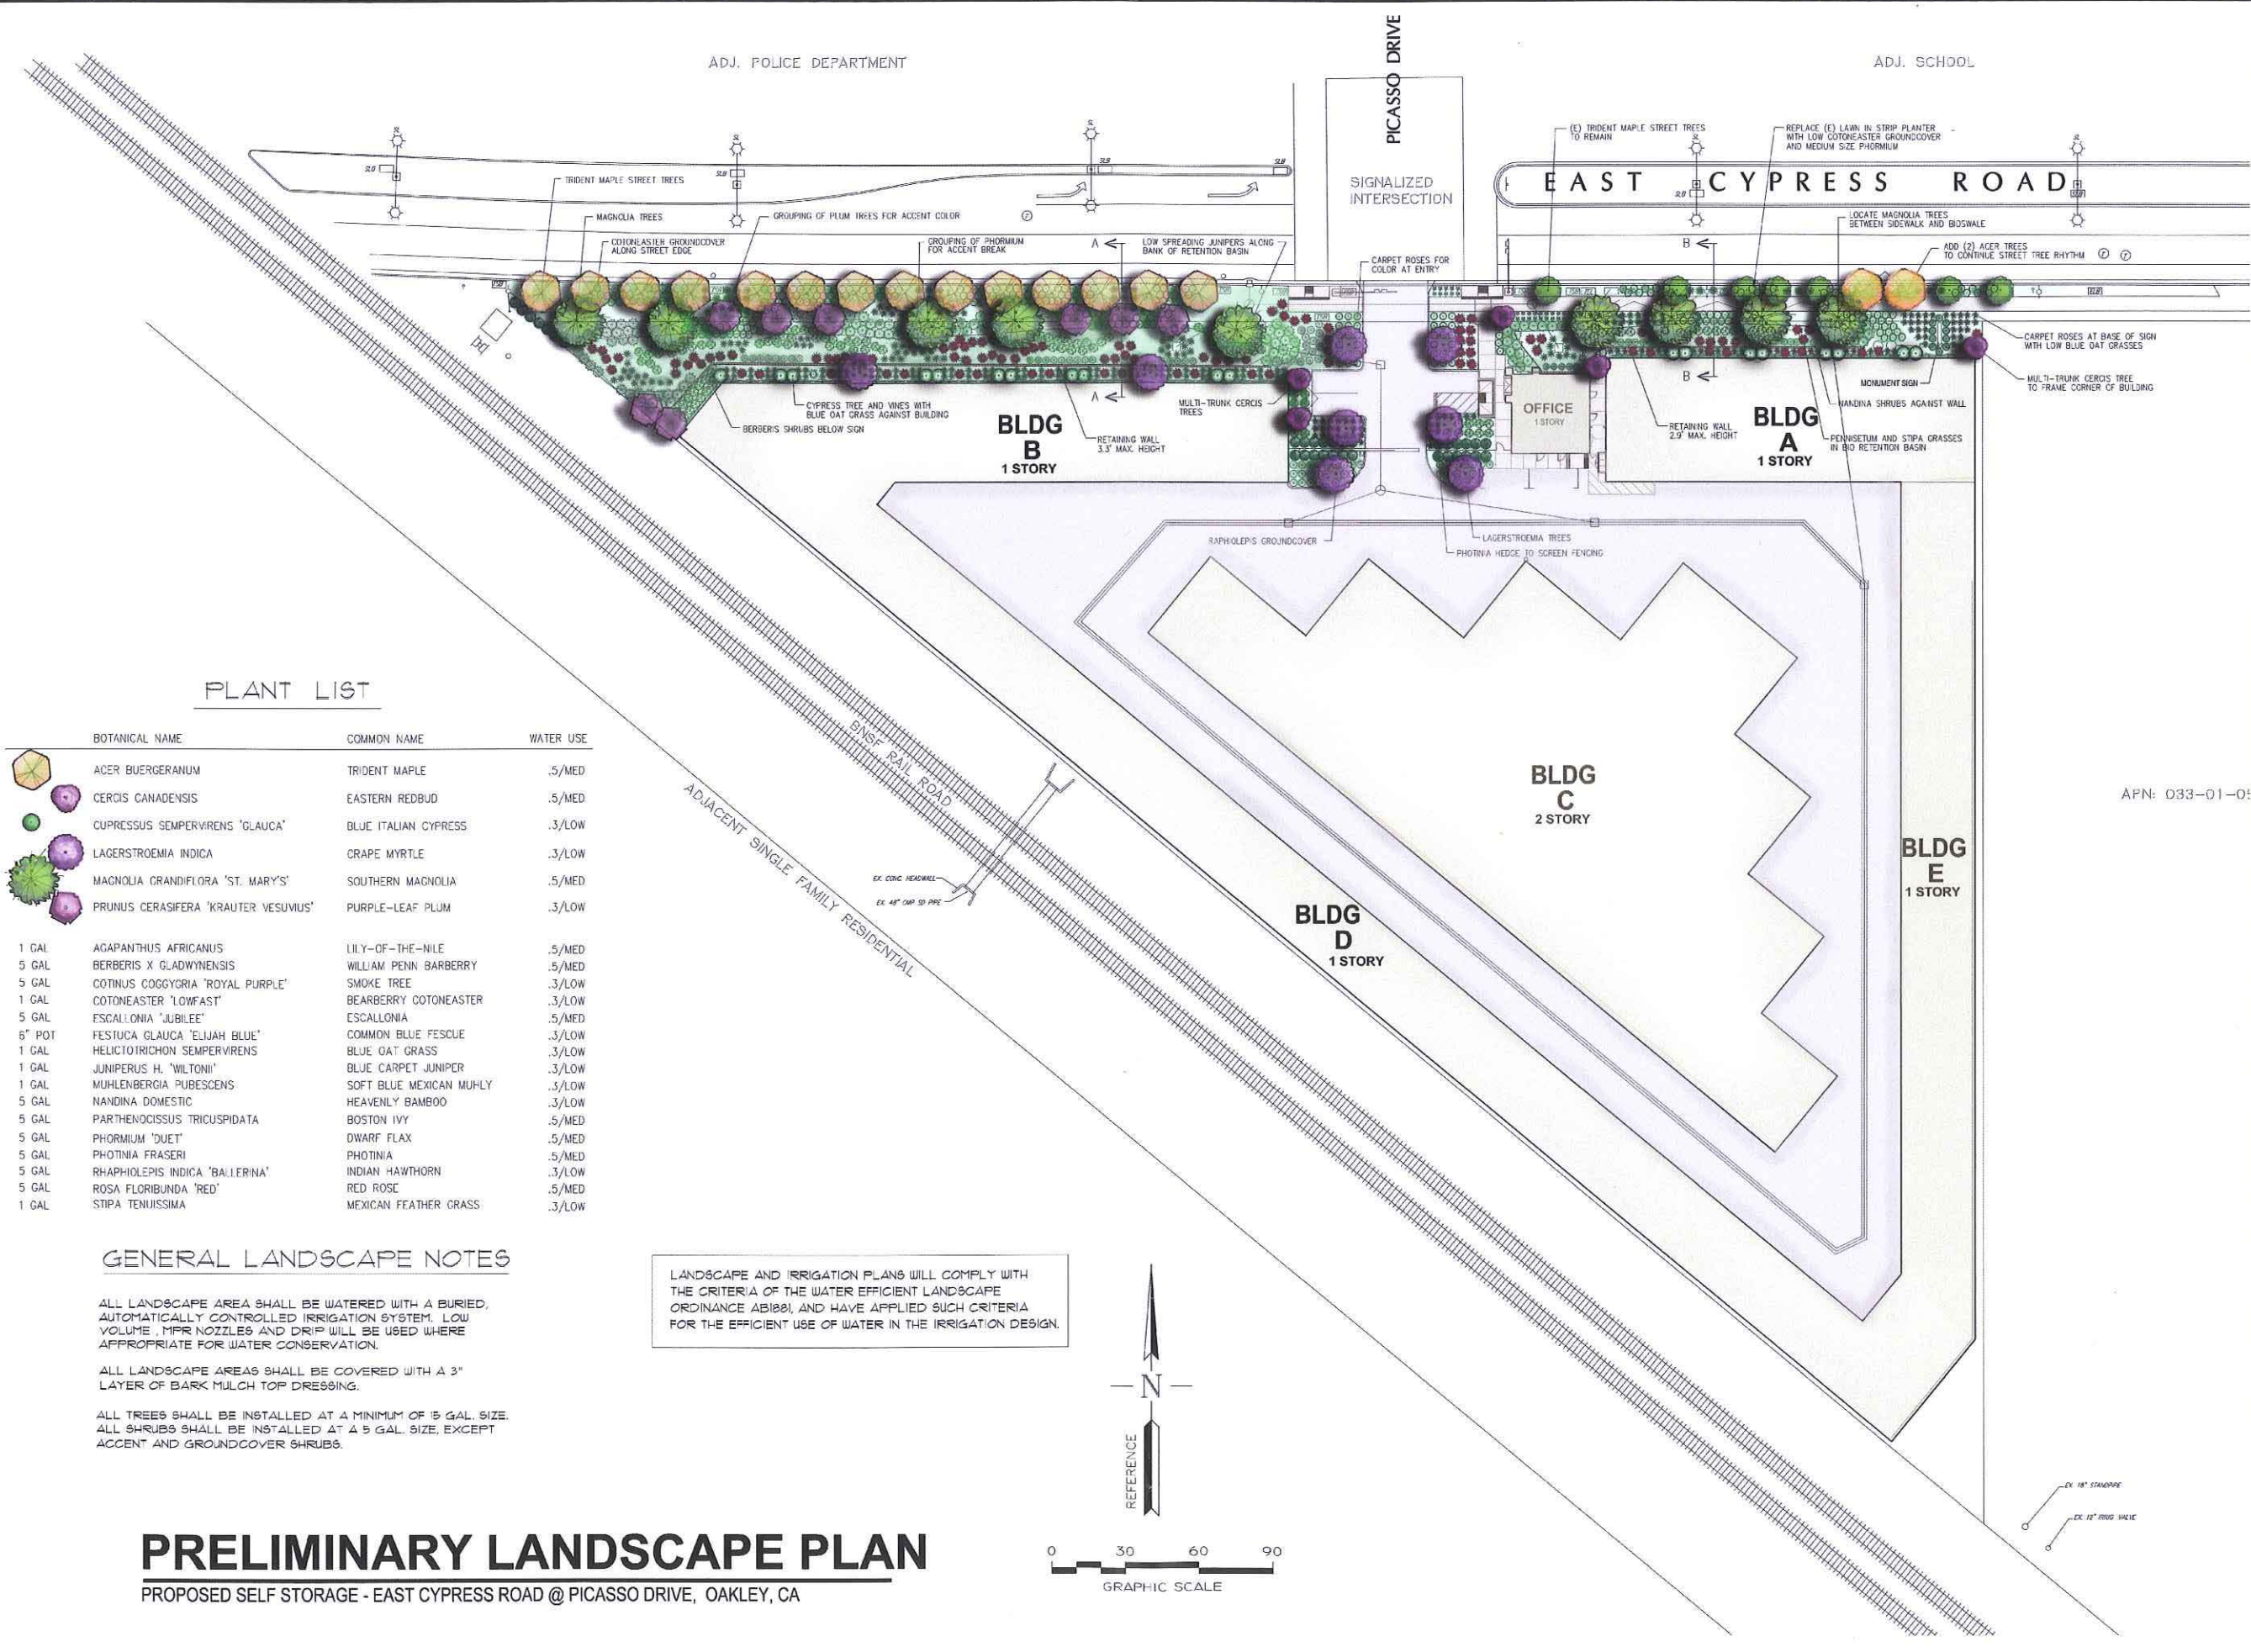 PICASSO DRIVE
ADJ. POLICE DEPARTMENT
ADJ. SCHOOL
SIGNALIZED
INTERSECTION
EAST CYPRESS ROAD
(E) TRIDENT MAPLE STREET TREES
TO REMAIN
REPLACE (E) LAWN IN STRIP PLANTER
WITH LOW COTONEASTER GROUNDCOVER
AND MEDIUM SIZE PHORMIUM
TRIDENT MAPLE STREET TREES
MAGNOLIA TREES
GROUPING OF PLUM TREES FOR ACCENT COLOR
COTONEASTER GROUNDCOVER
ALONG STREET EDGE
GROUPING OF PHORMIUM
FOR ACCENT BREAK
A
LOW SPREADING JUNIPERS ALONG
BANK OF RETENTION BASIN
CARPET ROSES FOR
COLOR AT ENTRY
B
LOCATE MAGNOLIA TREES
BETWEEN SIDEWALK AND BIOSWALE
ADD (2) ACER TREES
TO CONTINUE STREET TREE RHYTHM
CARPET ROSES AT BASE OF SIGN
WITH LOW BLUE OAT GRASSES
MULTI-TRUNK CERCIS TREE
TO FRAME CORNER OF BUILDING
MONUMENT SIGN
NANDINA SHRUBS AGAINST WALL
B
A
CYPRESS TREE AND VINES WITH
BLUE OAT GRASS AGAINST BUILDING
BERBERIS SHRUBS BELOW SIGN
MULTI-TRUNK CERCIS
TREES
RETAINING WALL
3.3' MAX. HEIGHT
BLDG
B
1 STORY
OFFICE
1 STORY
RETAINING WALL
2.9' MAX. HEIGHT
BLDG
A
1 STORY
PENNISETUM AND STIPA GRASSES
IN BIO RETENTION BASIN
RAPHIOLEPIS GROUNDCOVER
LAGERSTROEMIA TREES
PHOTINIA HEDGE TO SCREEN FENCING
BNSF RAIL ROAD
ADJACENT SINGLE FAMILY RESIDENTIAL
EX. CONC. HEADWALL
EX. 48" CMP SD PIPE
BLDG
C
2 STORY
BLDG
D
1 STORY
BLDG
E
1 STORY
APN: 033-01-05
PLANT LIST
BOTANICAL NAME COMMON NAME WATER USE
ACER BUERGERANUM TRIDENT MAPLE .5/MED
CERCIS CANADENSIS EASTERN REDBUD .5/MED
CUPRESSUS SEMPERVIRENS 'GLAUCA' BLUE ITALIAN CYPRESS .3/LOW
LAGERSTROEMIA INDICA CRAPE MYRTLE .3/LOW
MAGNOLIA GRANDIFLORA 'ST. MARY'S' SOUTHERN MAGNOLIA .5/MED
PRUNUS CERASIFERA 'KRAUTER VESUVIUS' PURPLE-LEAF PLUM .3/LOW
1 GAL AGAPANTHUS AFRICANUS LILY-OF-THE-NILE .5/MED
5 GAL BERBERIS X GLADWYNENSIS WILLIAM PENN BARBERRY .5/MED
5 GAL COTINUS COGGYGRIA 'ROYAL PURPLE' SMOKE TREE .3/LOW
1 GAL COTONEASTER 'LOWFAST' BEARBERRY COTONEASTER .3/LOW
5 GAL ESCALLONIA 'JUBILEE' ESCALLONIA .5/MED
6" POT FESTUCA GLAUCA 'ELIJAH BLUE' COMMON BLUE FESCUE .3/LOW
1 GAL HELICTOTRICHON SEMPERVIRENS BLUE OAT GRASS .3/LOW
1 GAL JUNIPERUS H. 'WILTONII' BLUE CARPET JUNIPER .3/LOW
1 GAL MUHLENBERGIA PUBESCENS SOFT BLUE MEXICAN MUHLY .3/LOW
5 GAL NANDINA DOMESTIC HEAVENLY BAMBOO .3/LOW
5 GAL PARTHENOCISSUS TRICUSPIDATA BOSTON IVY .5/MED
5 GAL PHORMIUM 'DUET' DWARF FLAX .5/MED
5 GAL PHOTINIA FRASERI PHOTINIA .5/MED
5 GAL RHAPHIOLEPIS INDICA 'BALLERINA' INDIAN HAWTHORN .3/LOW
5 GAL ROSA FLORIBUNDA 'RED' RED ROSE .5/MED
1 GAL STIPA TENUISSIMA MEXICAN FEATHER GRASS .3/LOW
GENERAL LANDSCAPE NOTES
ALL LANDSCAPE AREA SHALL BE WATERED WITH A BURIED,
AUTOMATICALLY CONTROLLED IRRIGATION SYSTEM. LOW
VOLUME , MPR NOZZLES AND DRIP WILL BE USED WHERE
APPROPRIATE FOR WATER CONSERVATION.
ALL LANDSCAPE AREAS SHALL BE COVERED WITH A 3"
LAYER OF BARK MULCH TOP DRESSING.
ALL TREES SHALL BE INSTALLED AT A MINIMUM OF 15 GAL. SIZE.
ALL SHRUBS SHALL BE INSTALLED AT A 5 GAL. SIZE, EXCEPT
ACCENT AND GROUNDCOVER SHRUBS.
LANDSCAPE AND IRRIGATION PLANS WILL COMPLY WITH
THE CRITERIA OF THE WATER EFFICIENT LANDSCAPE
ORDINANCE AB1881, AND HAVE APPLIED SUCH CRITERIA
FOR THE EFFICIENT USE OF WATER IN THE IRRIGATION DESIGN.
N
REFERENCE
EX. 18" STANDPIPE
PRELIMINARY LANDSCAPE PLAN
PROPOSED SELF STORAGE - EAST CYPRESS ROAD @ PICASSO DRIVE, OAKLEY, CA
0 30 60 90
GRAPHIC SCALE